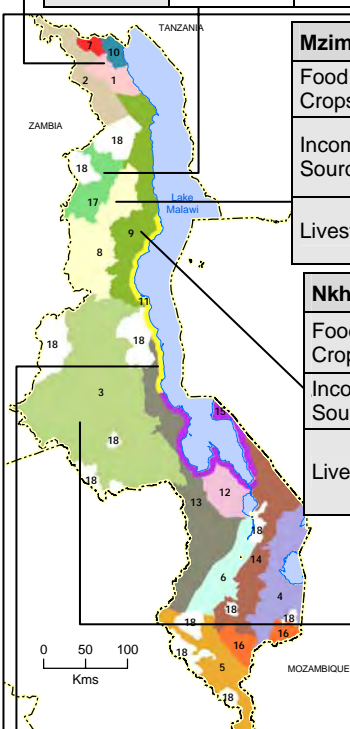 TANZANIA
7
10
2
1
ZAMBIA
18
18
17
Lake
Malawi
9
8
11
18
18
3
15
18
18
12
13
18
14
6
4
18
18
18
16
16
18
5
18
0 50 100
Kms
MOZAMBIQUE
Mzim
Food
Crops
Incom
Sourc
Lives
Nkh
Food
Crop
Inco
Sou
Live